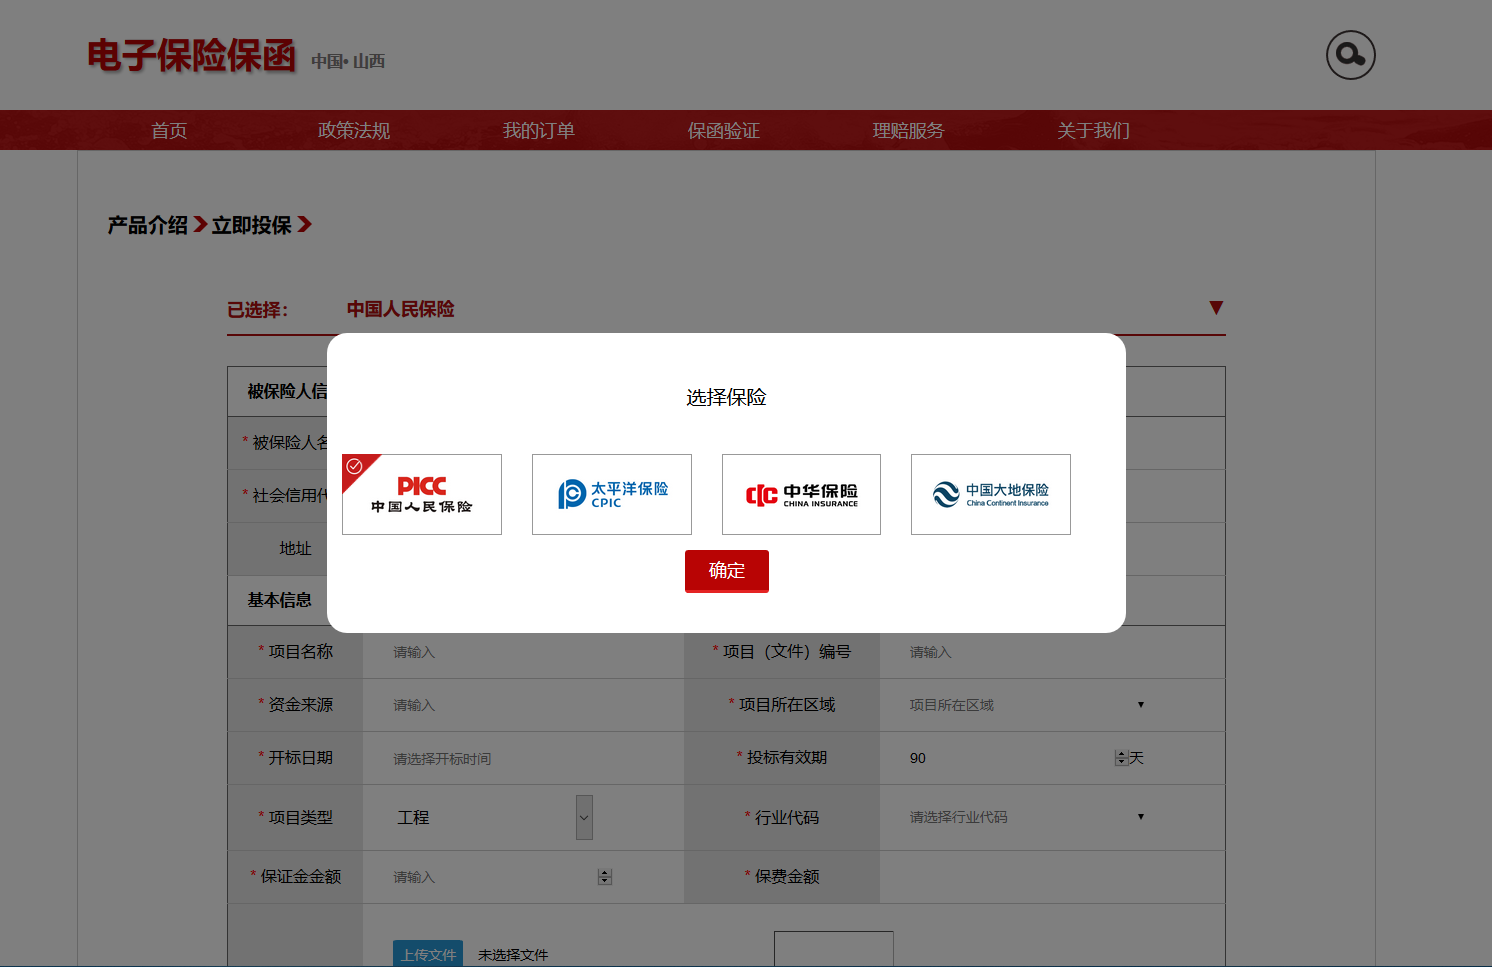 电子保险保函 中国·山西
首页 政策法规 我的订单 保函验证 理赔服务 关于我们
产品介绍 立即投保
已选择： 中国人民保险 ▼
选择保险
PICC
中国人民保险
太平洋保险
CPIC
中华保险
CHINA INSURANCE
中国大地保险
China Continent Insurance
确定
被保险人信
* 被保险人名
* 社会信用代
地址
基本信息
* 项目名称 请输入 * 项目（文件）编号 请输入
* 资金来源 请输入 * 项目所在区域 项目所在区域 ▼
* 开标日期 请选择开标时间 * 投标有效期 90 天
* 项目类型 工程 * 行业代码 请选择行业代码 ▼
* 保证金金额 请输入 * 保费金额
上传文件 未选择文件